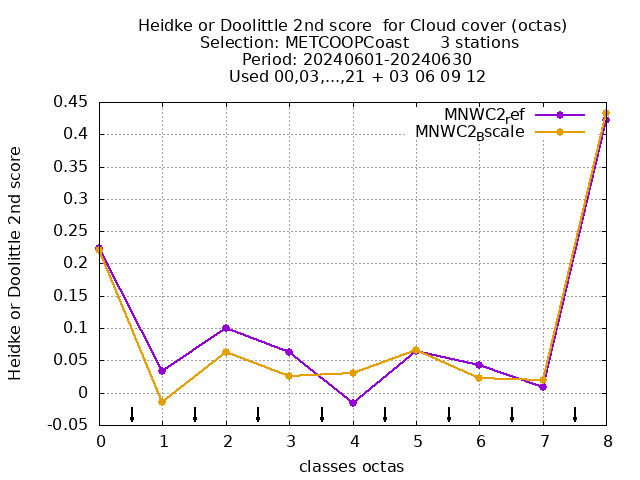 Heidke or Doolittle 2nd score  for Cloud cover (octas)
Selection: METCOOPCoast      3 stations
Period: 20240601-20240630
Used 00,03,...,21 + 03 06 09 12
MNWC2ref
MNWC2Bscale
0.45
0.4
0.35
0.3
0.25
0.2
0.15
0.1
0.05
0
-0.05
Heidke or Doolittle 2nd score
0 1 2 3 4 5 6 7 8
classes octas